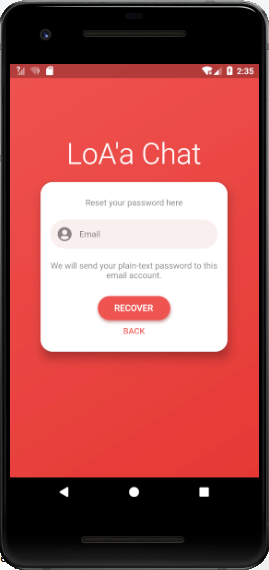 2:35
LoA'a Chat
Reset your password here
Email
We will send your plain-text password to this
email account.
RECOVER
BACK